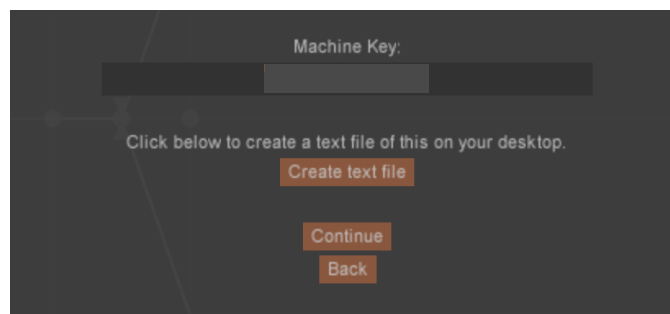 Machine Key:
Click below to create a text file of this on your desktop.
Create text file
Continue
Back